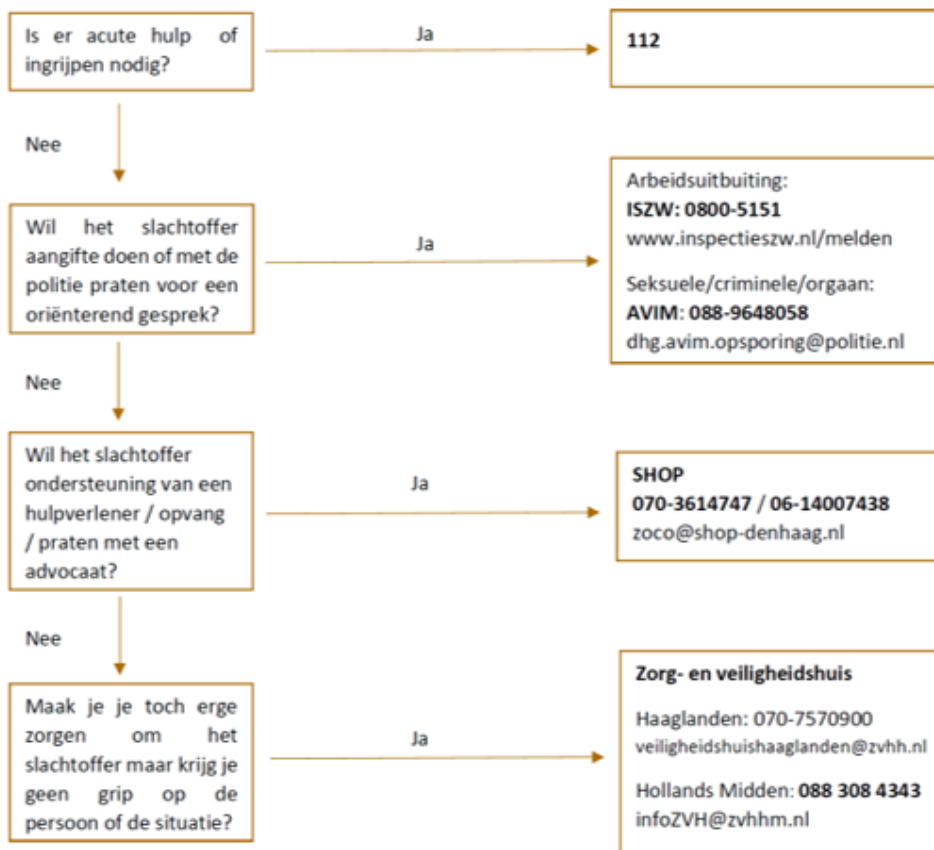 Is er acute hulp of
ingrijpen nodig?
Ja
112
Nee
Wil het slachtoffer
aangifte doen of met de
politie praten voor een
oriënterend gesprek?
Ja
Arbeidsuitbuiting:
ISZW: 0800-5151
www.inspectieszw.nl/melden
Seksuele/criminele/orgaan:
AVIM: 088-9648058
dhg.avim.opsporing@politie.nl
Nee
Wil het slachtoffer
ondersteuning van een
hulpverlener / opvang
/ praten met een
advocaat?
Ja
SHOP
070-3614747 / 06-14007438
zoco@shop-denhaag.nl
Nee
Maak je je toch erge
zorgen om het
slachtoffer maar krijg je
geen grip op de
persoon of de situatie?
Ja
Zorg- en veiligheidshuis
Haaglanden: 070-7570900
veiligheidshuishaaglanden@zvhh.nl
Hollands Midden: 088 308 4343
infoZVH@zvhhm.nl